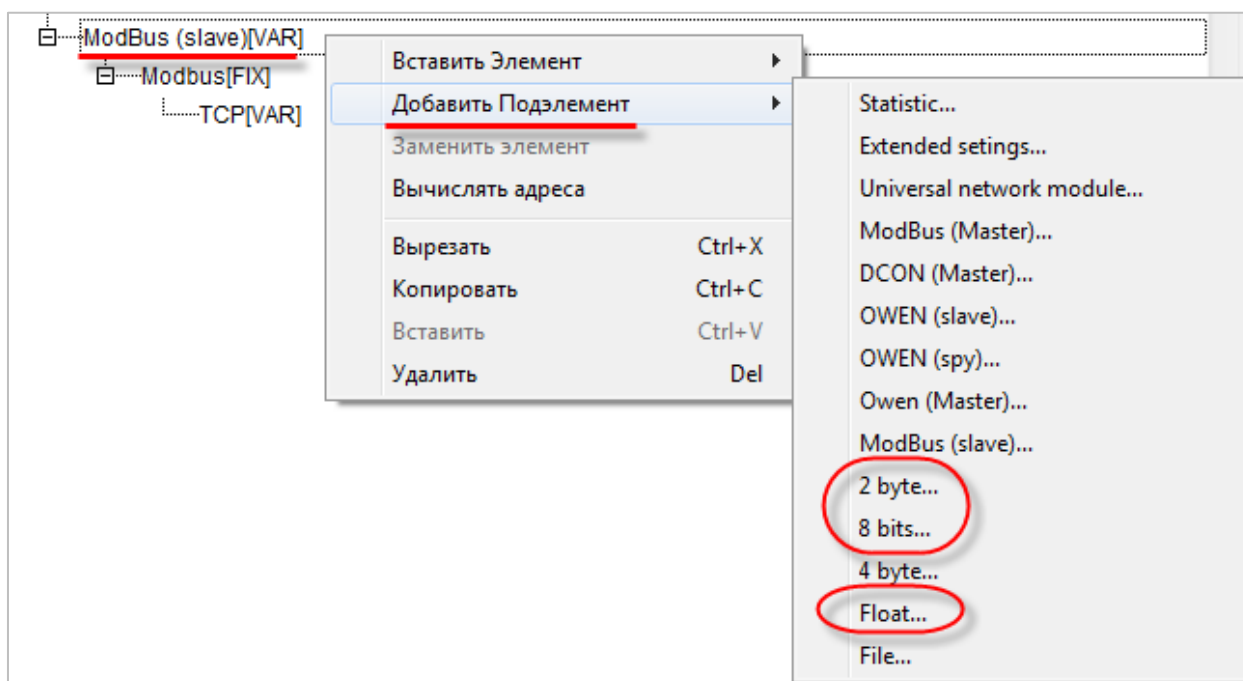 ModBus (slave)[VAR]
Modbus[FIX]
TCP[VAR]
Вставить Элемент
Добавить Подэлемент
Заменить элемент
Вычислять адреса
Вырезать Ctrl+X
Копировать Ctrl+C
Вставить Ctrl+V
Удалить Del
Statistic...
Extended setings...
Universal network module...
ModBus (Master)...
DCON (Master)...
OWEN (slave)...
OWEN (spy)...
Owen (Master)...
ModBus (slave)...
2 byte...
8 bits...
4 byte...
Float...
File...